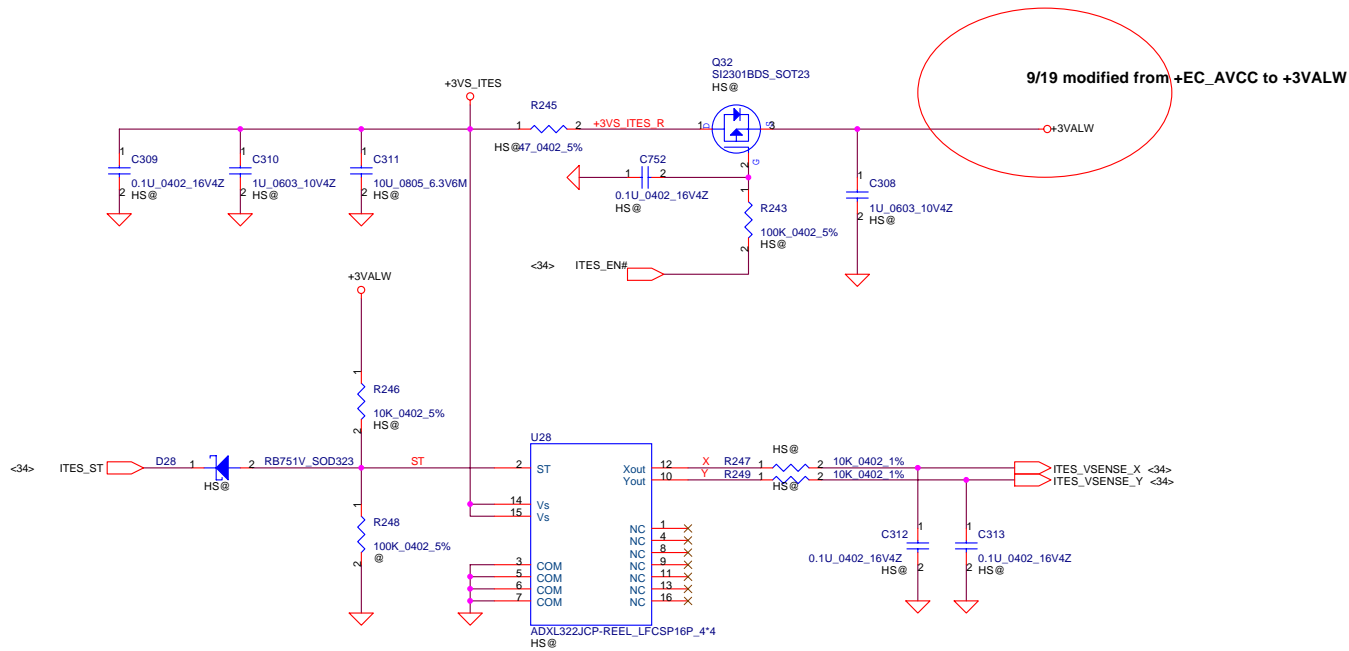 Q32
SI2301BDS_SOT23
HS@
9/19 modified from +EC_AVCC to +3VALW
+3VS_ITES
R245
1 2
+3VS_ITES_R
1 D S 3
+3VALW
HS@47_0402_5%
G
2
1
C309
2
0.1U_0402_16V4Z
HS@
1
C310
2
1U_0603_10V4Z
HS@
1
C311
2
10U_0805_6.3V6M
HS@
C752
1 2
0.1U_0402_16V4Z
HS@
1
R243
100K_0402_5%
2
HS@
1
C308
1U_0603_10V4Z
2
HS@
<34> ITES_EN#
+3VALW
1
R246
10K_0402_5%
2
HS@
<34> ITES_ST
D28 1 2 RB751V_SOD323
HS@
ST
1
R248
100K_0402_5%
2
@
U28
2 ST
14 Vs
15 Vs
3 COM
5 COM
6 COM
7 COM
Xout 12
Yout 10
NC 1
NC 4
NC 8
NC 9
NC 11
NC 13
NC 16
ADXL322JCP-REEL_LFCSP16P_4*4
HS@
HS@
X R247 1 2 10K_0402_1%
Y R249 1 2 10K_0402_1%
HS@
ITES_VSENSE_X <34>
ITES_VSENSE_Y <34>
1
C312
0.1U_0402_16V4Z
HS@ 2
1
C313
0.1U_0402_16V4Z
2 HS@